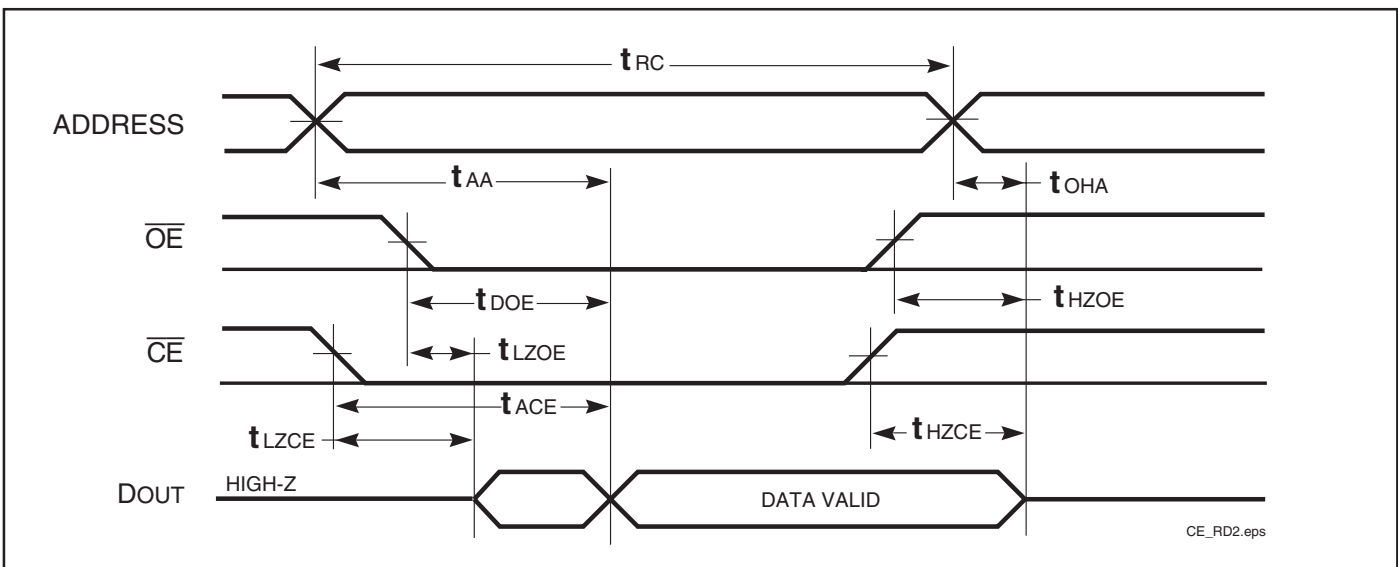 tRC
ADDRESS
tAA
tOHA
OE
tDOE
tHZOE
CE
tLZOE
tACE
tLZCE
tHZCE
DOUT
HIGH-Z
DATA VALID
CE_RD2.eps